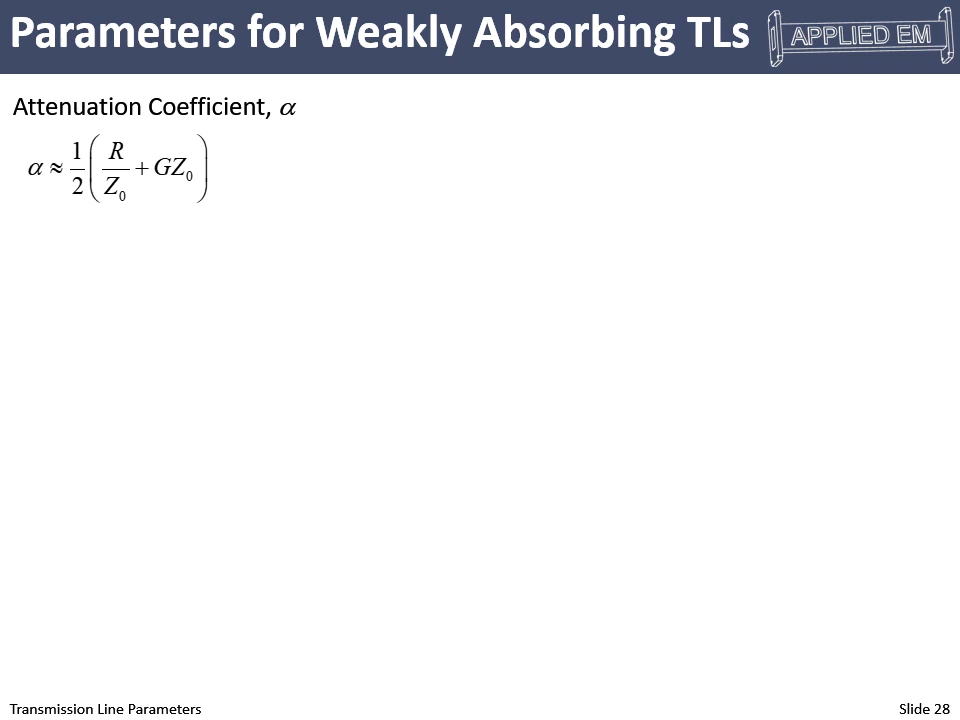 Parameters for Weakly Absorbing TLs
APPLIED EM
Attenuation Coefficient, α
α ≈ 1/2 ( R/Z₀ + GZ₀ )
Transmission Line Parameters
Slide 28